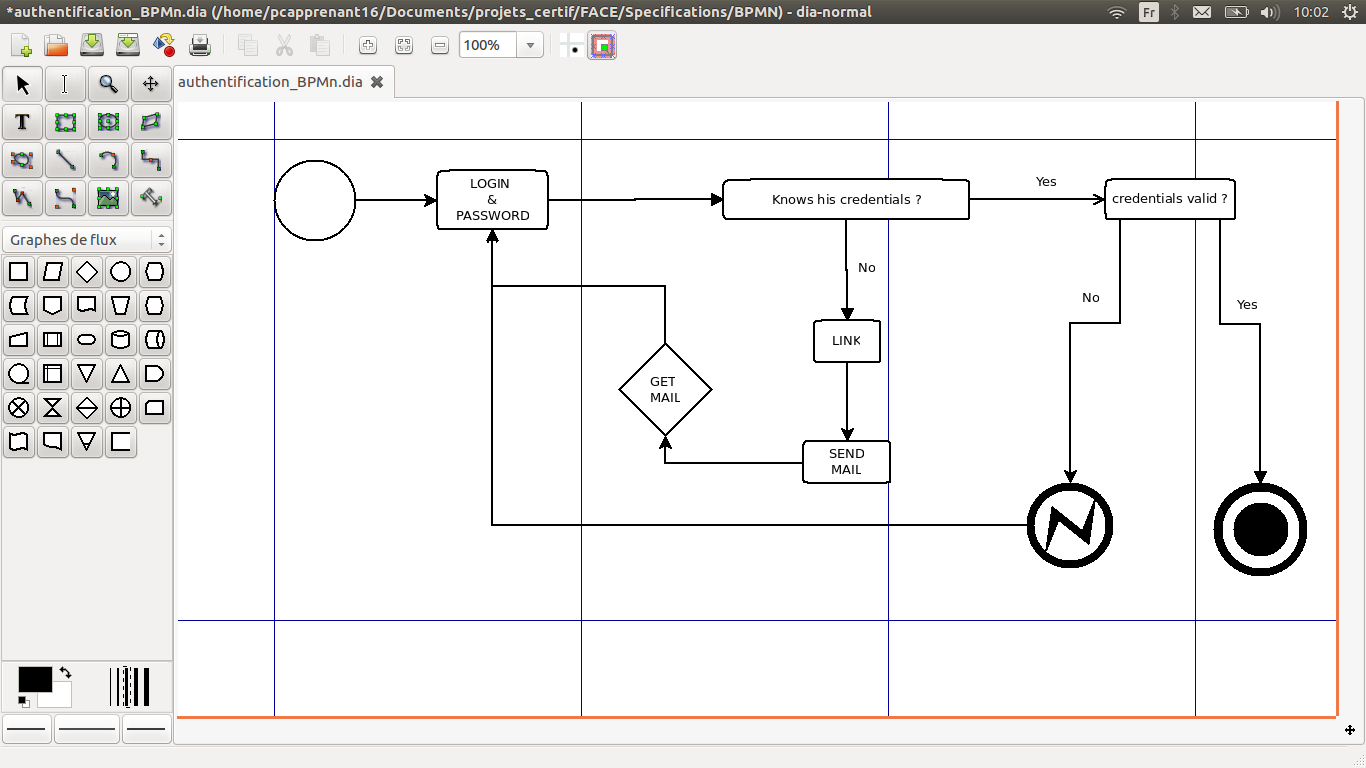 *authentification_BPMn.dia (/home/pcapprenant16/Documents/projets_certif/FACE/Specifications/BPMN) - dia-normal
Fr
10:02
100%
authentification_BPMn.dia
T
Graphes de flux
LOGIN
&
PASSWORD
Knows his credentials ?
Yes
credentials valid ?
No
No
Yes
LINK
GET
MAIL
SEND
MAIL